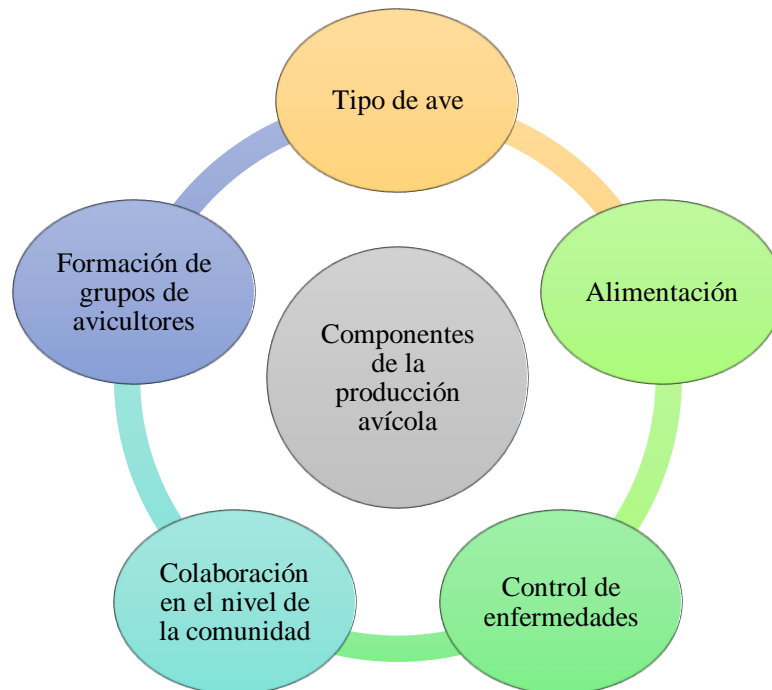 Tipo de ave
Alimentación
Control de
enfermedades
Colaboración
en el nivel de
la comunidad
Formación de
grupos de
avicultores
Componentes
de la
producción
avícola